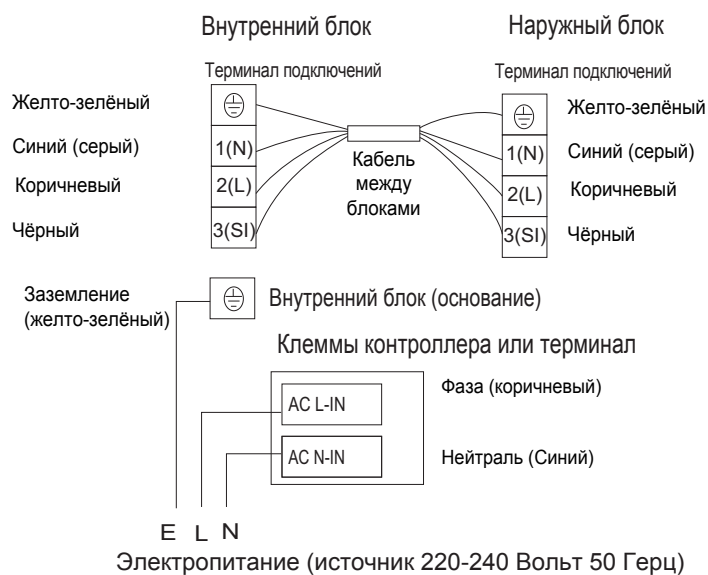 Внутренний блок
Наружный блок
Терминал подключений
Терминал подключений
Желто-зелёный
Желто-зелёный
Синий (серый)
1(N)
1(N)
Синий (серый)
Кабель
между
блоками
Коричневый
2(L)
2(L)
Коричневый
Чёрный
3(SI)
3(SI)
Чёрный
Заземление
(желто-зелёный)
Внутренний блок (основание)
Клеммы контроллера или терминал
AC L-IN
Фаза (коричневый)
AC N-IN
Нейтраль (Синий)
E L N
Электропитание (источник 220-240 Вольт 50 Герц)